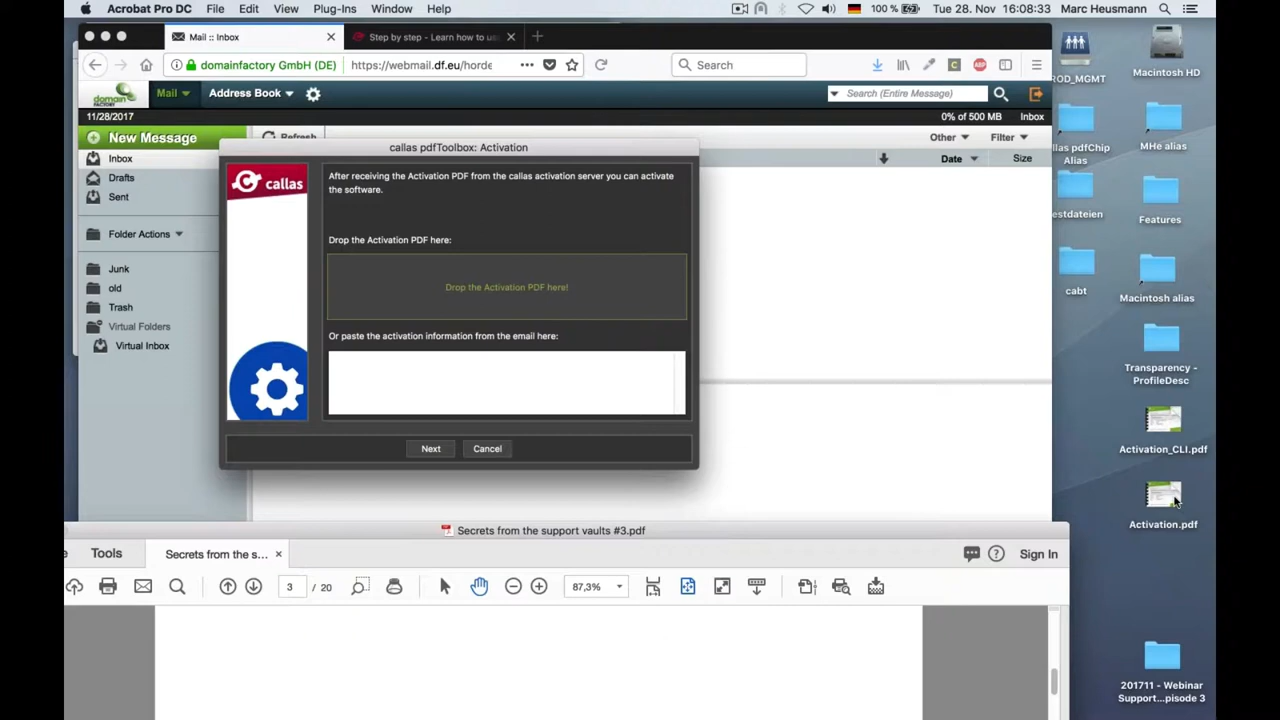 Acrobat Pro DC File Edit View Plug-Ins Window Help 100 % Tue 28. Nov 16:08:33 Marc Heusmann
Mail :: Inbox × Step by step - Learn how to us × +
domainfactory GmbH (DE) https://webmail.df.eu/horde ••• Search
domain
FACTORY
Mail Address Book Search (Entire Message)
11/28/2017 0% of 500 MB Inbox
New Message Refresh Other Filter
Date Size
Inbox
Drafts
Sent
Folder Actions
Junk
old
Trash
Virtual Folders
Virtual Inbox
callas pdfToolbox: Activation
callas
After receiving the Activation PDF from the callas activation server you can activate
the software.
Drop the Activation PDF here:
Drop the Activation PDF here!
Or paste the activation information from the email here:
Next Cancel
ROD_MGMT
Macintosh HD
llas pdfChip
Alias
MHe alias
estdateien
Features
cabt
Macintosh alias
Transparency -
ProfileDesc
Activation_CLI.pdf
Activation.pdf
201711 - Webinar
Support...pisode 3
Secrets from the support vaults #3.pdf
e Tools Secrets from the s... × Sign In
3 / 20 87,3%